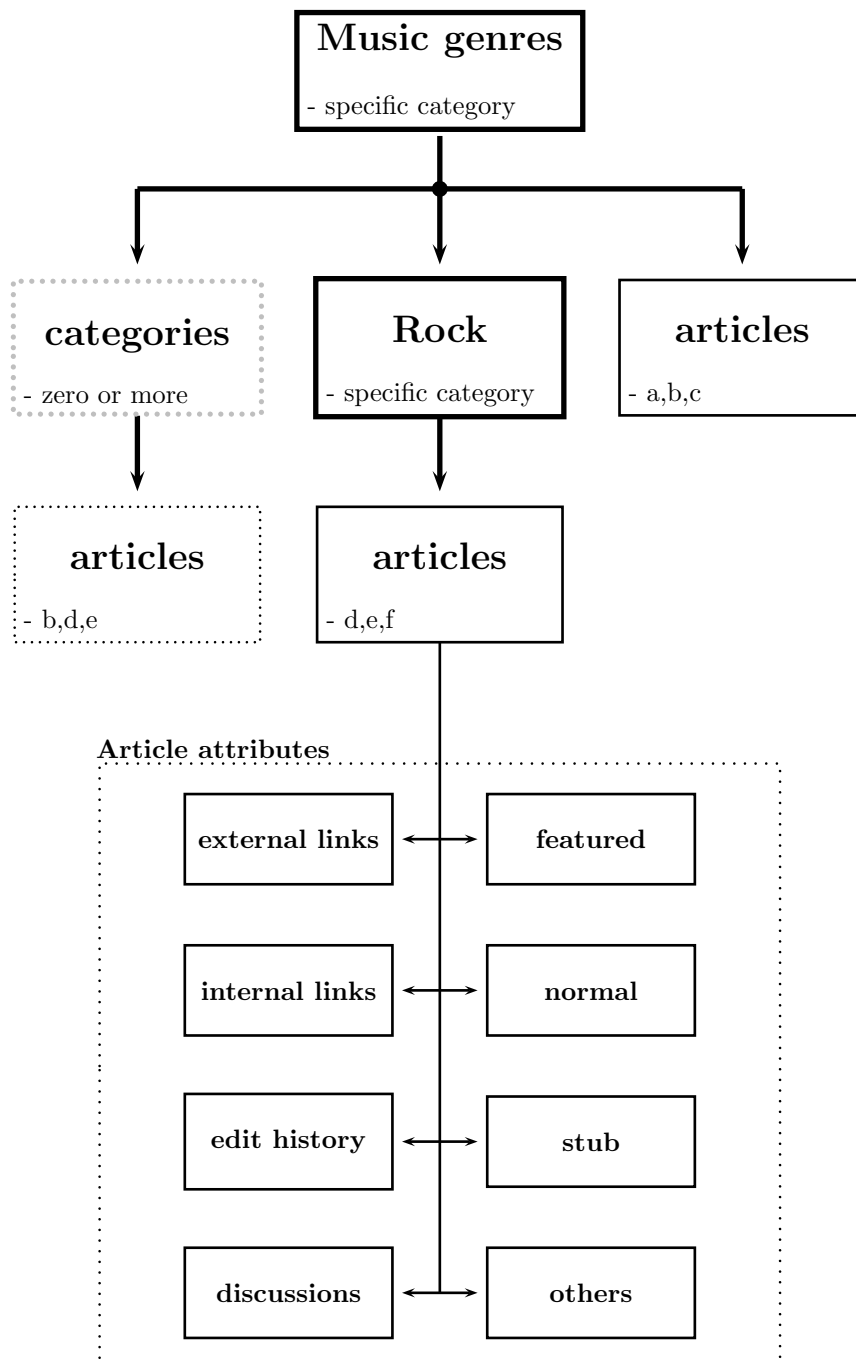 Music genres
- specific category
categories
- zero or more
Rock
- specific category
articles
- a,b,c
articles
- b,d,e
articles
- d,e,f
Article attributes
external links
featured
internal links
normal
edit history
stub
discussions
others